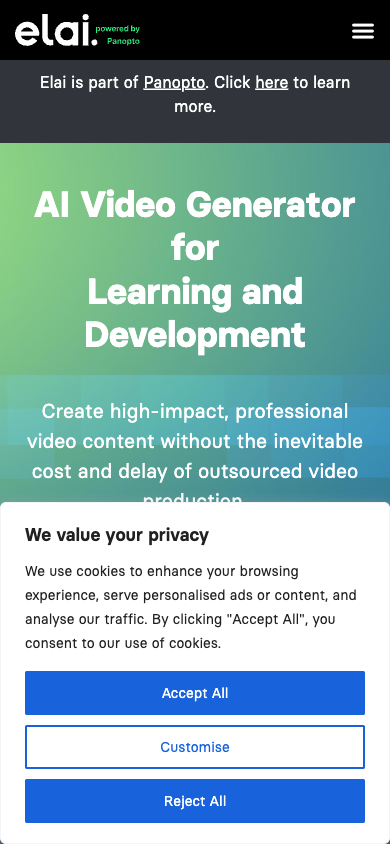 elai. powered by
Panopto
Elai is part of Panopto. Click here to learn
more.
AI Video Generator
for
Learning and
Development
Create high-impact, professional
video content without the inevitable
cost and delay of outsourced video
production.
We value your privacy
We use cookies to enhance your browsing
experience, serve personalised ads or content, and
analyse our traffic. By clicking "Accept All", you
consent to our use of cookies.
Accept All
Customise
Reject All